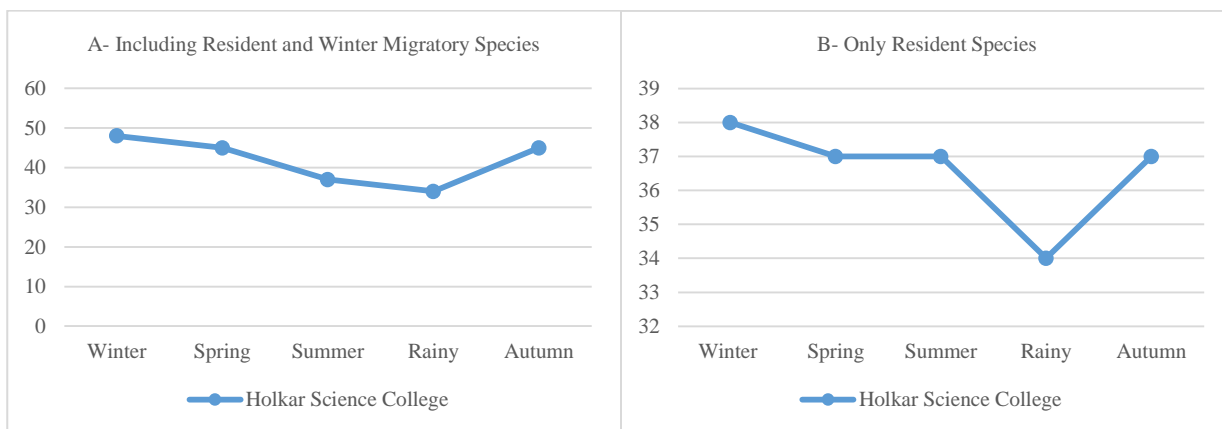 A- Including Resident and Winter Migratory Species
60
50
40
30
20
10
0
Winter Spring Summer Rainy Autumn
Holkar Science College
B- Only Resident Species
39
38
37
36
35
34
33
32
Winter Spring Summer Rainy Autumn
Holkar Science College